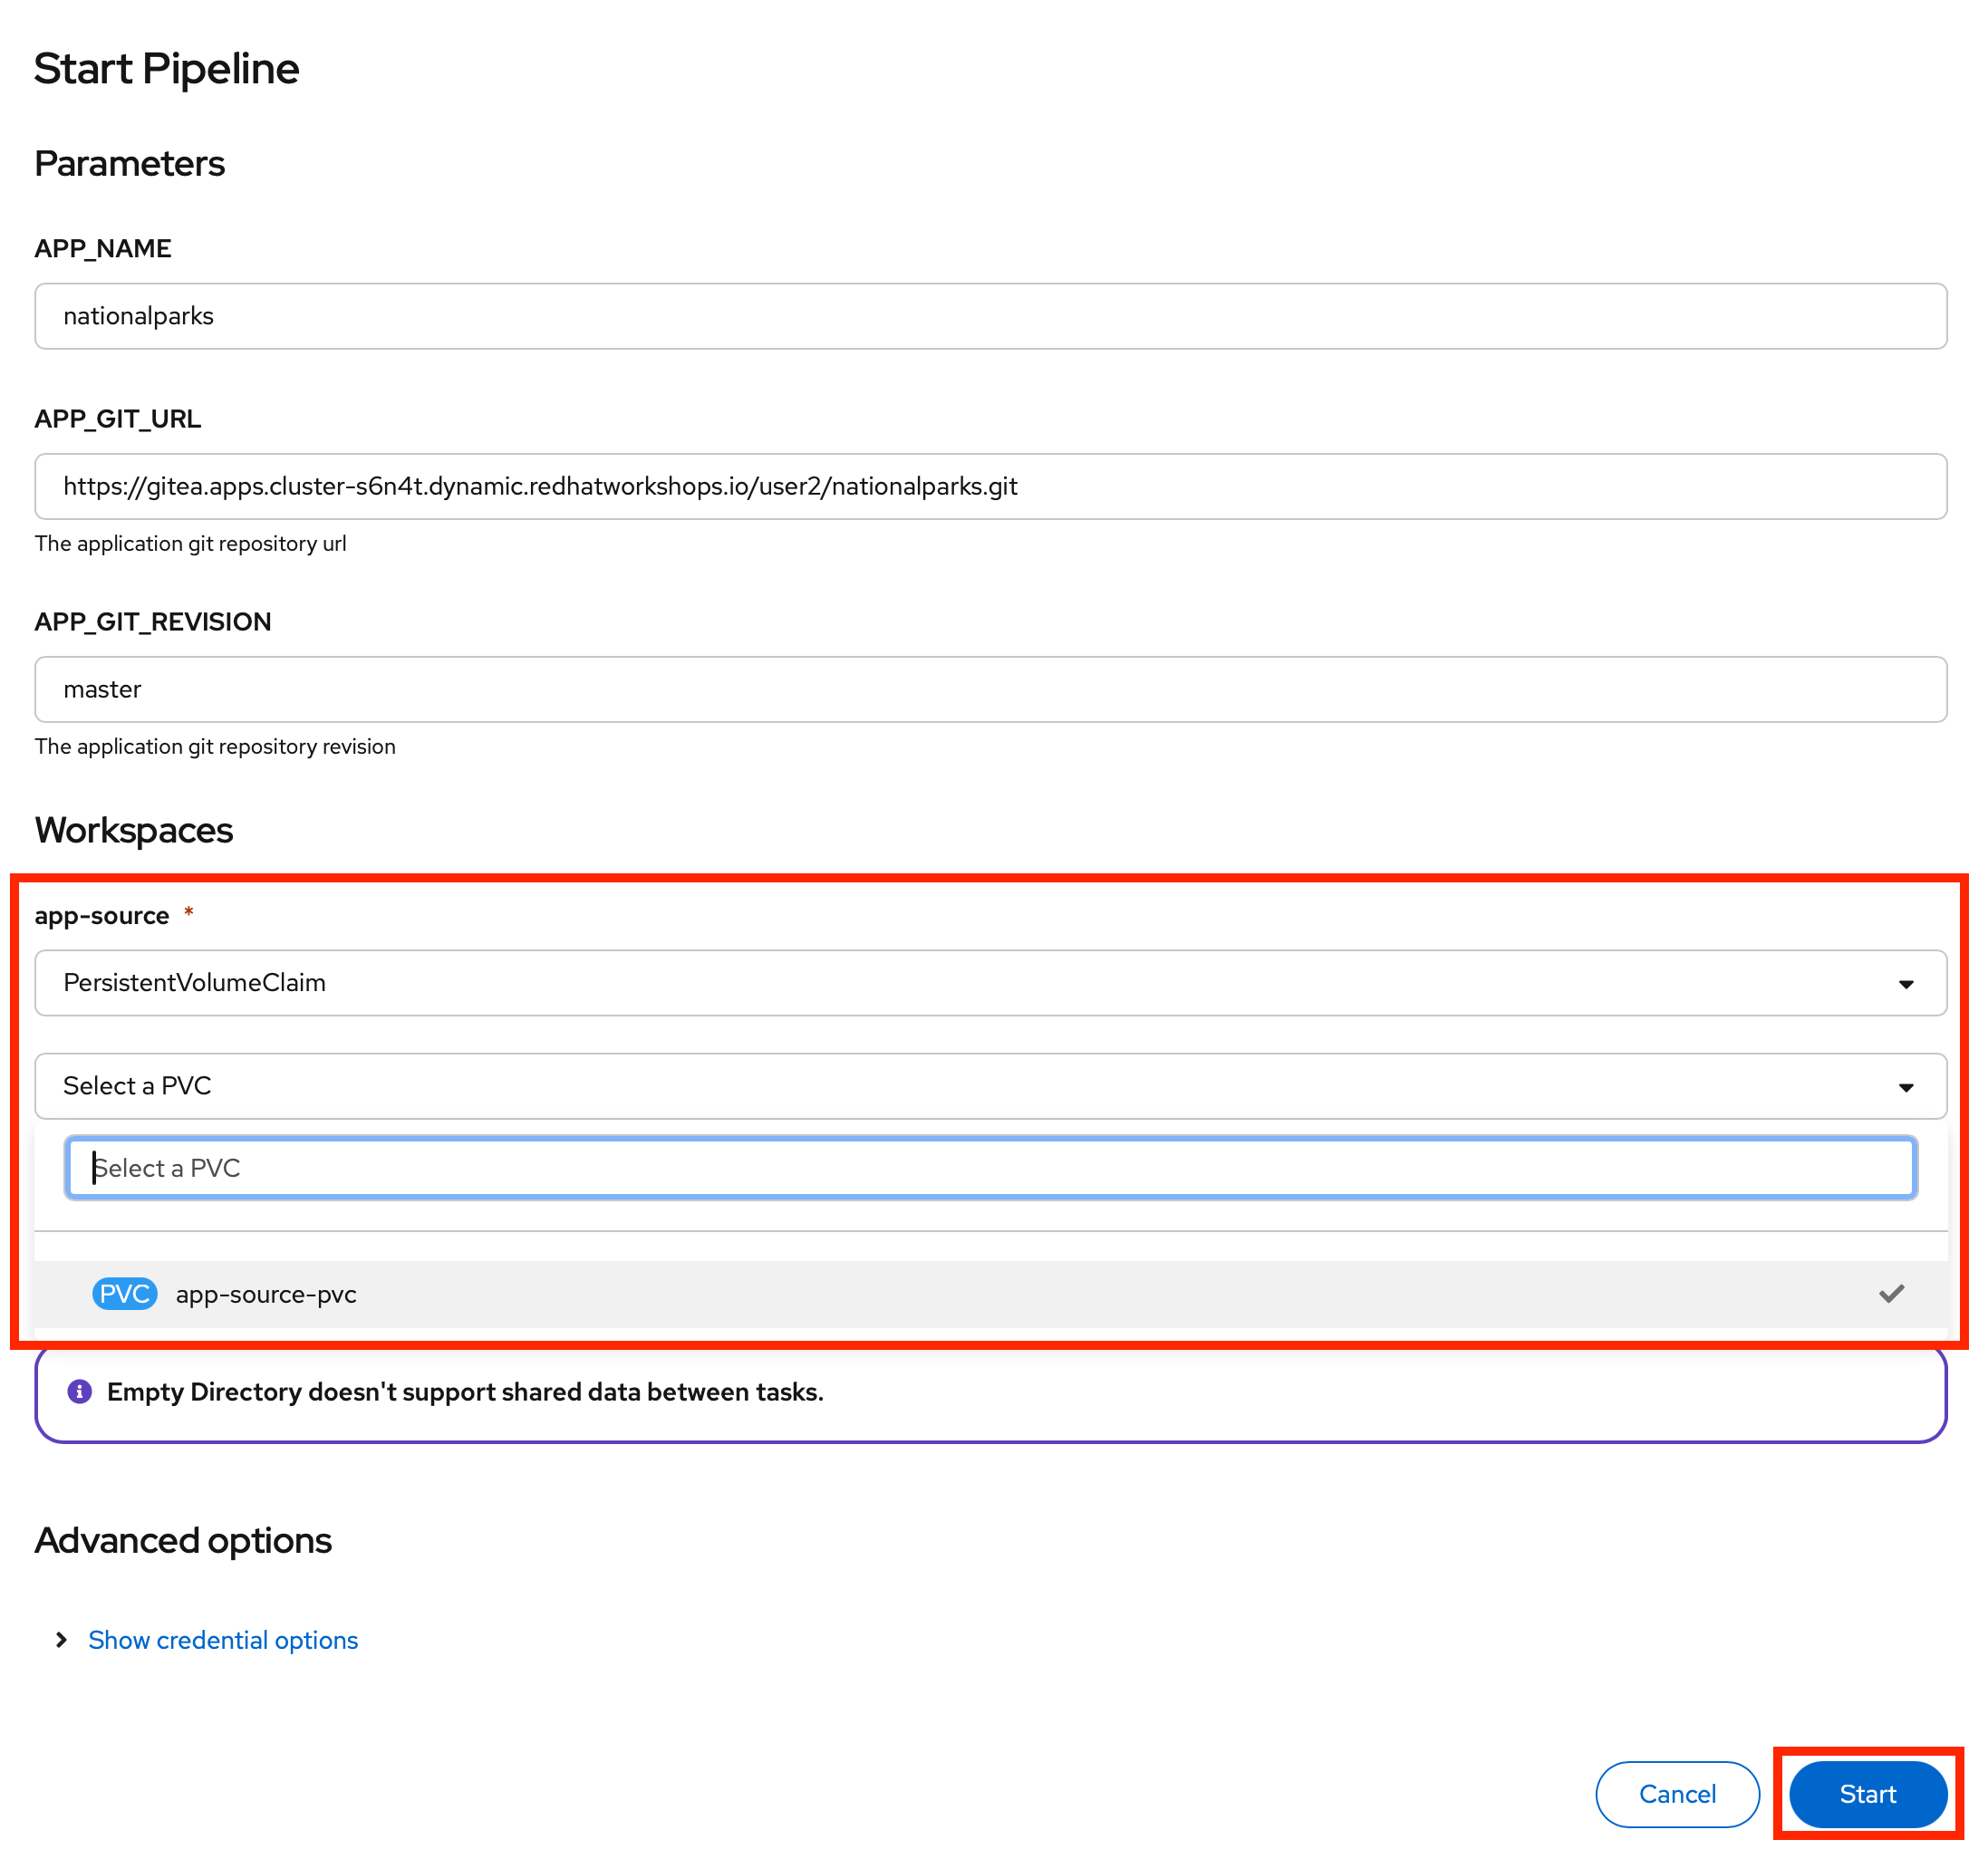 Start Pipeline
Parameters
APP_NAME
nationalparks
APP_GIT_URL
https://gitea.apps.cluster-s6n4t.dynamic.redhatworkshops.io/user2/nationalparks.git
The application git repository url
APP_GIT_REVISION
master
The application git repository revision
Workspaces
app-source *
PersistentVolumeClaim
Select a PVC
Select a PVC
PVC app-source-pvc
Empty Directory doesn't support shared data between tasks.
Advanced options
Show credential options
Cancel Start